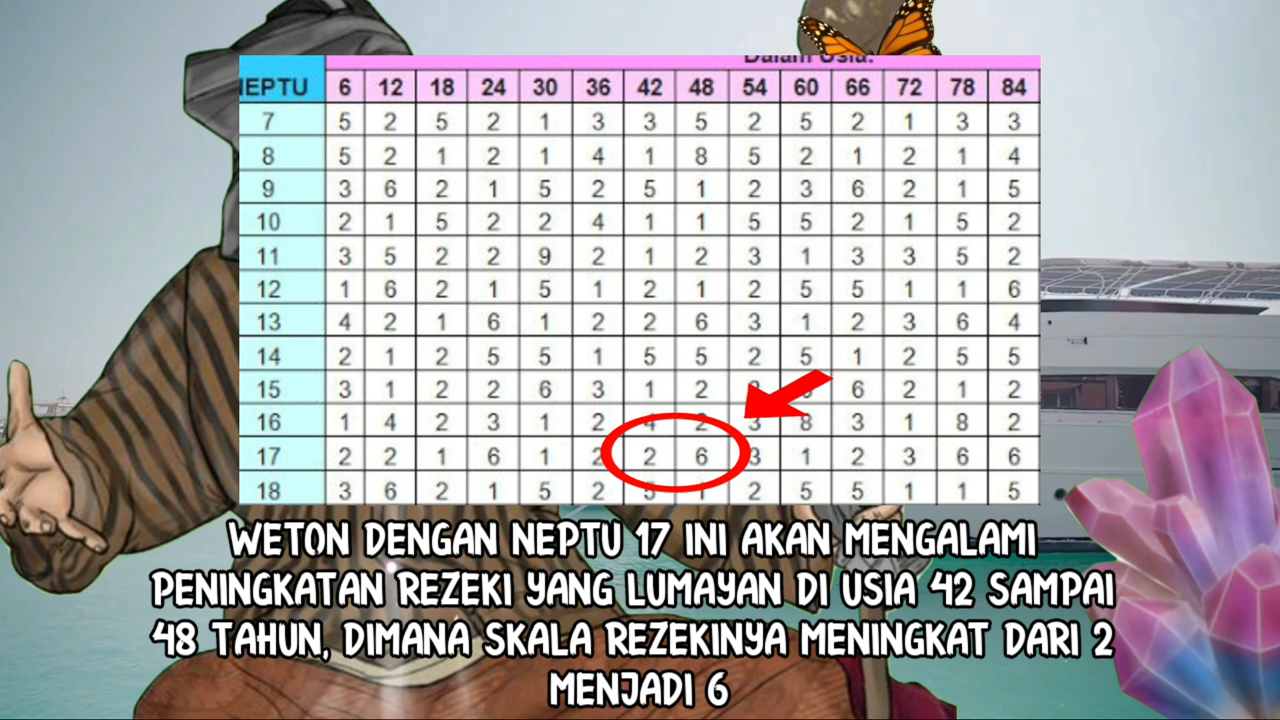 Dalam Usia:
NEPTU 6 12 18 24 30 36 42 48 54 60 66 72 78 84
7 5 2 5 2 1 3 3 5 2 5 2 1 3 3
8 5 2 1 2 1 4 1 8 5 2 1 2 1 4
9 3 6 2 1 5 2 5 1 2 3 6 2 1 5
10 2 1 5 2 2 4 1 1 5 5 2 1 5 2
11 3 5 2 2 9 2 1 2 3 1 3 3 5 2
12 1 6 2 1 5 1 2 1 2 5 5 1 1 6
13 4 2 1 6 1 2 2 6 3 1 2 3 6 4
14 2 1 2 5 5 1 5 5 2 5 1 2 5 5
15 3 1 2 2 6 3 1 2 6 2 1 2
16 1 4 2 3 1 2 4 2 3 8 3 1 8 2
17 2 2 1 6 1 2 2 6 3 1 2 3 6 6
18 3 6 2 1 5 2 5 1 2 5 5 1 1 5
WETON DENGAN NEPTU 17 INI AKAN MENGALAMI
PENINGKATAN REZEKI YANG LUMAYAN DI USIA 42 SAMPAI
48 TAHUN, DIMANA SKALA REZEKINYA MENINGKAT DARI 2
MENJADI 6